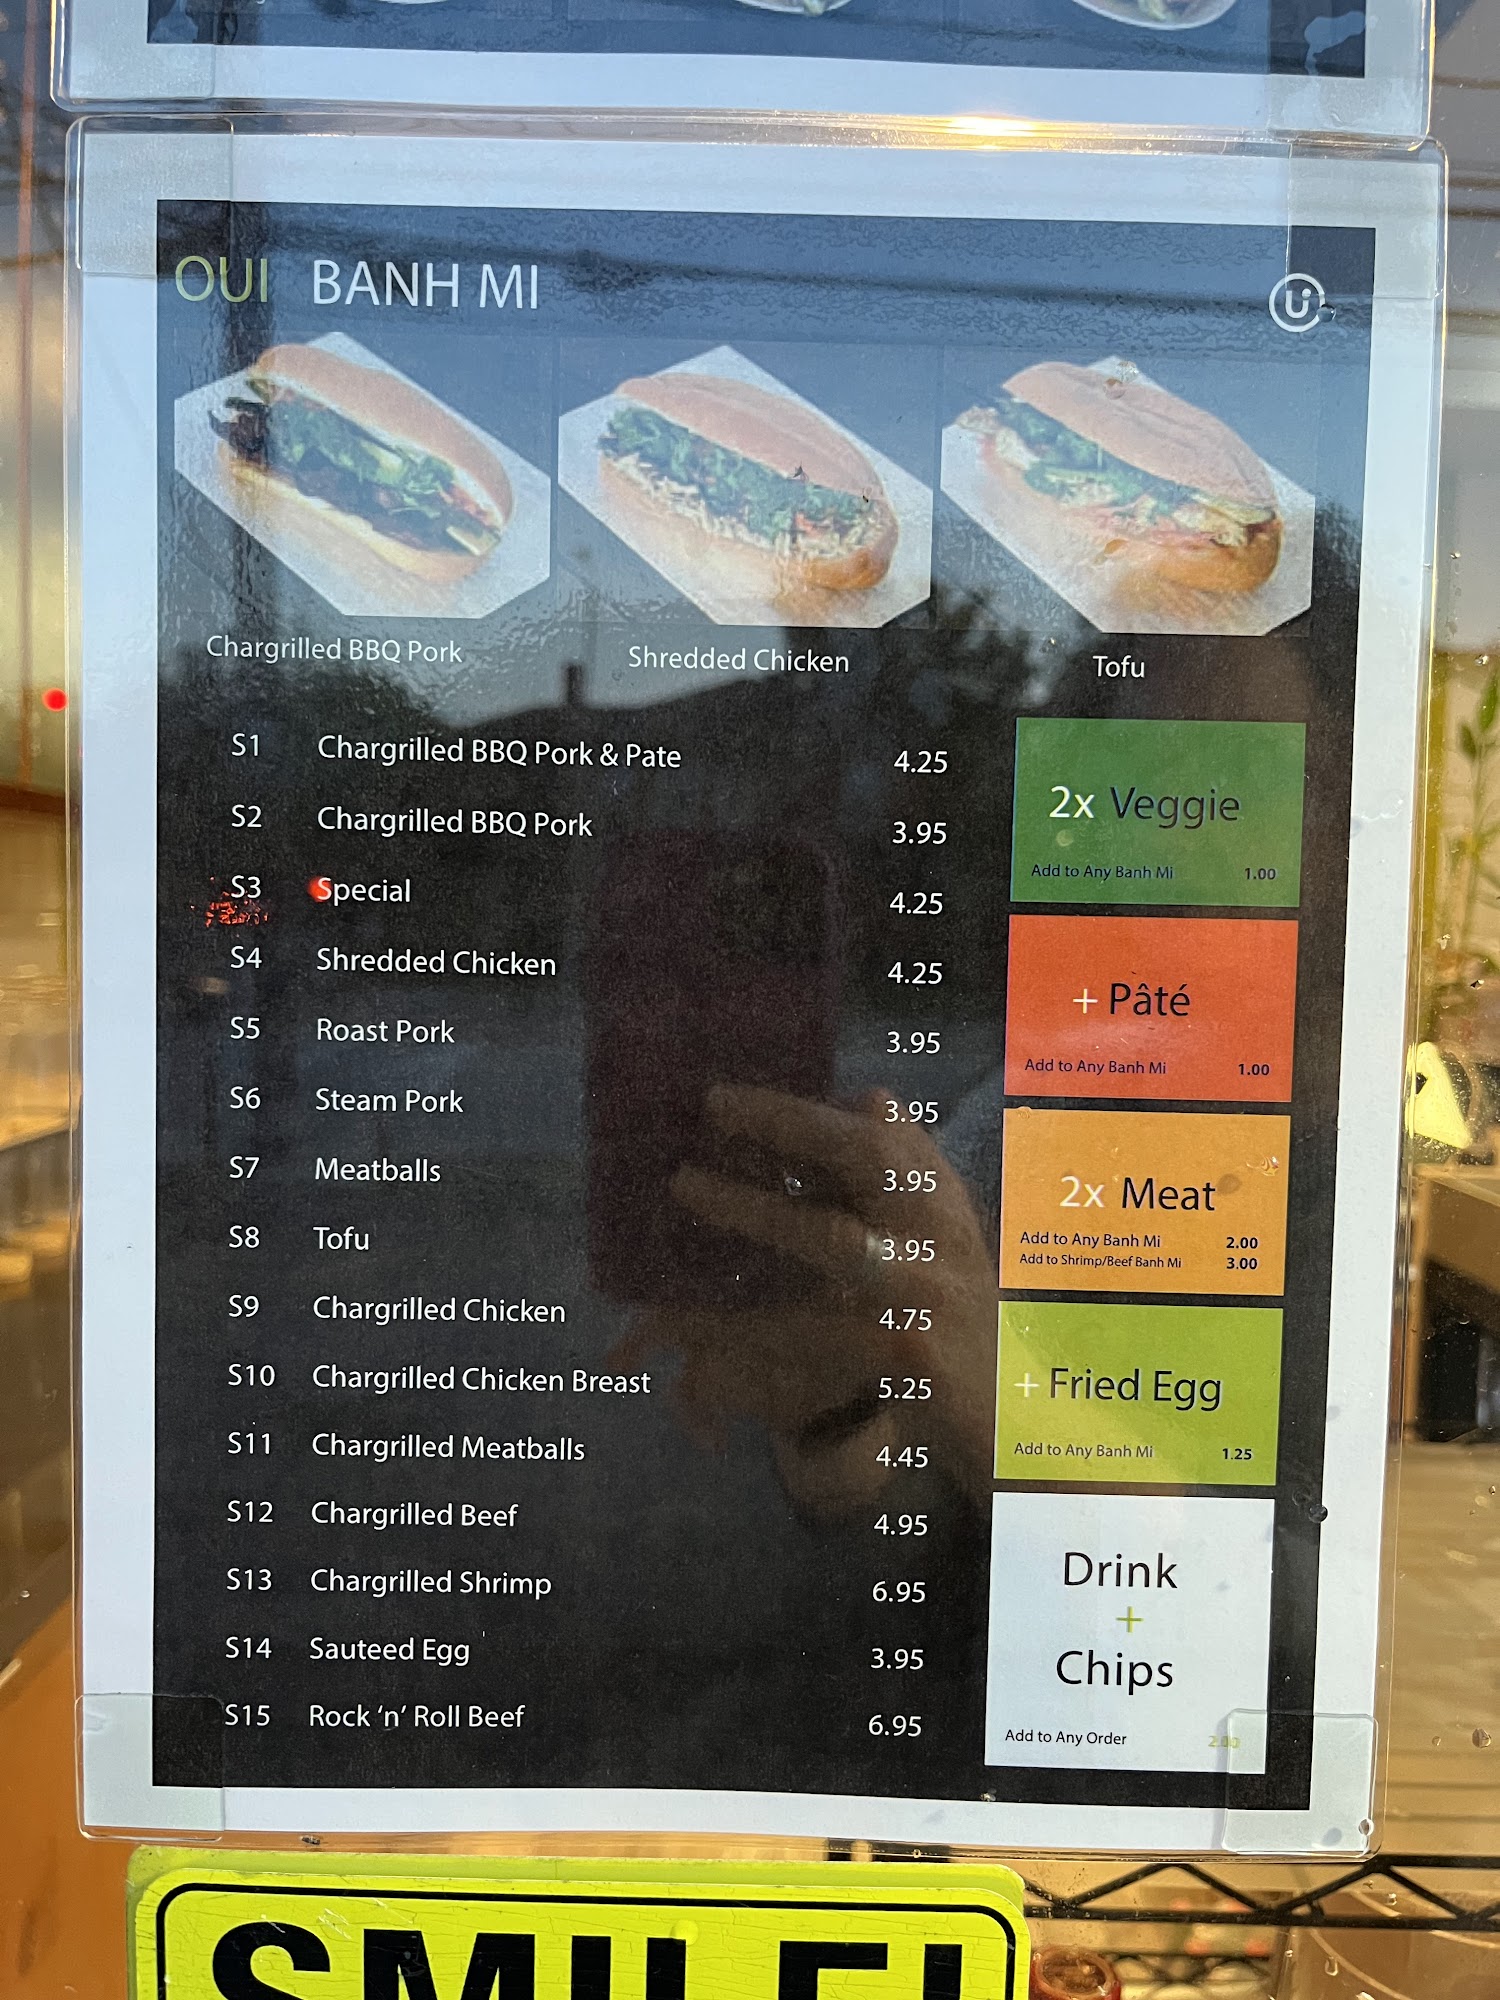 OUI BANH MI
Ui
Chargrilled BBQ Pork
Shredded Chicken
Tofu
S1 Chargrilled BBQ Pork & Pate 4.25
S2 Chargrilled BBQ Pork 3.95
S3 Special 4.25
S4 Shredded Chicken 4.25
S5 Roast Pork 3.95
S6 Steam Pork 3.95
S7 Meatballs 3.95
S8 Tofu 3.95
S9 Chargrilled Chicken 4.75
S10 Chargrilled Chicken Breast 5.25
S11 Chargrilled Meatballs 4.45
S12 Chargrilled Beef 4.95
S13 Chargrilled Shrimp 6.95
S14 Sauteed Egg 3.95
S15 Rock ‘n’ Roll Beef 6.95
2x Veggie
Add to Any Banh Mi 1.00
+ Pâté
Add to Any Banh Mi 1.00
2x Meat
Add to Any Banh Mi 2.00
Add to Shrimp/Beef Banh Mi 3.00
+ Fried Egg
Add to Any Banh Mi 1.25
Drink
+
Chips
Add to Any Order 2.00
SMILE!